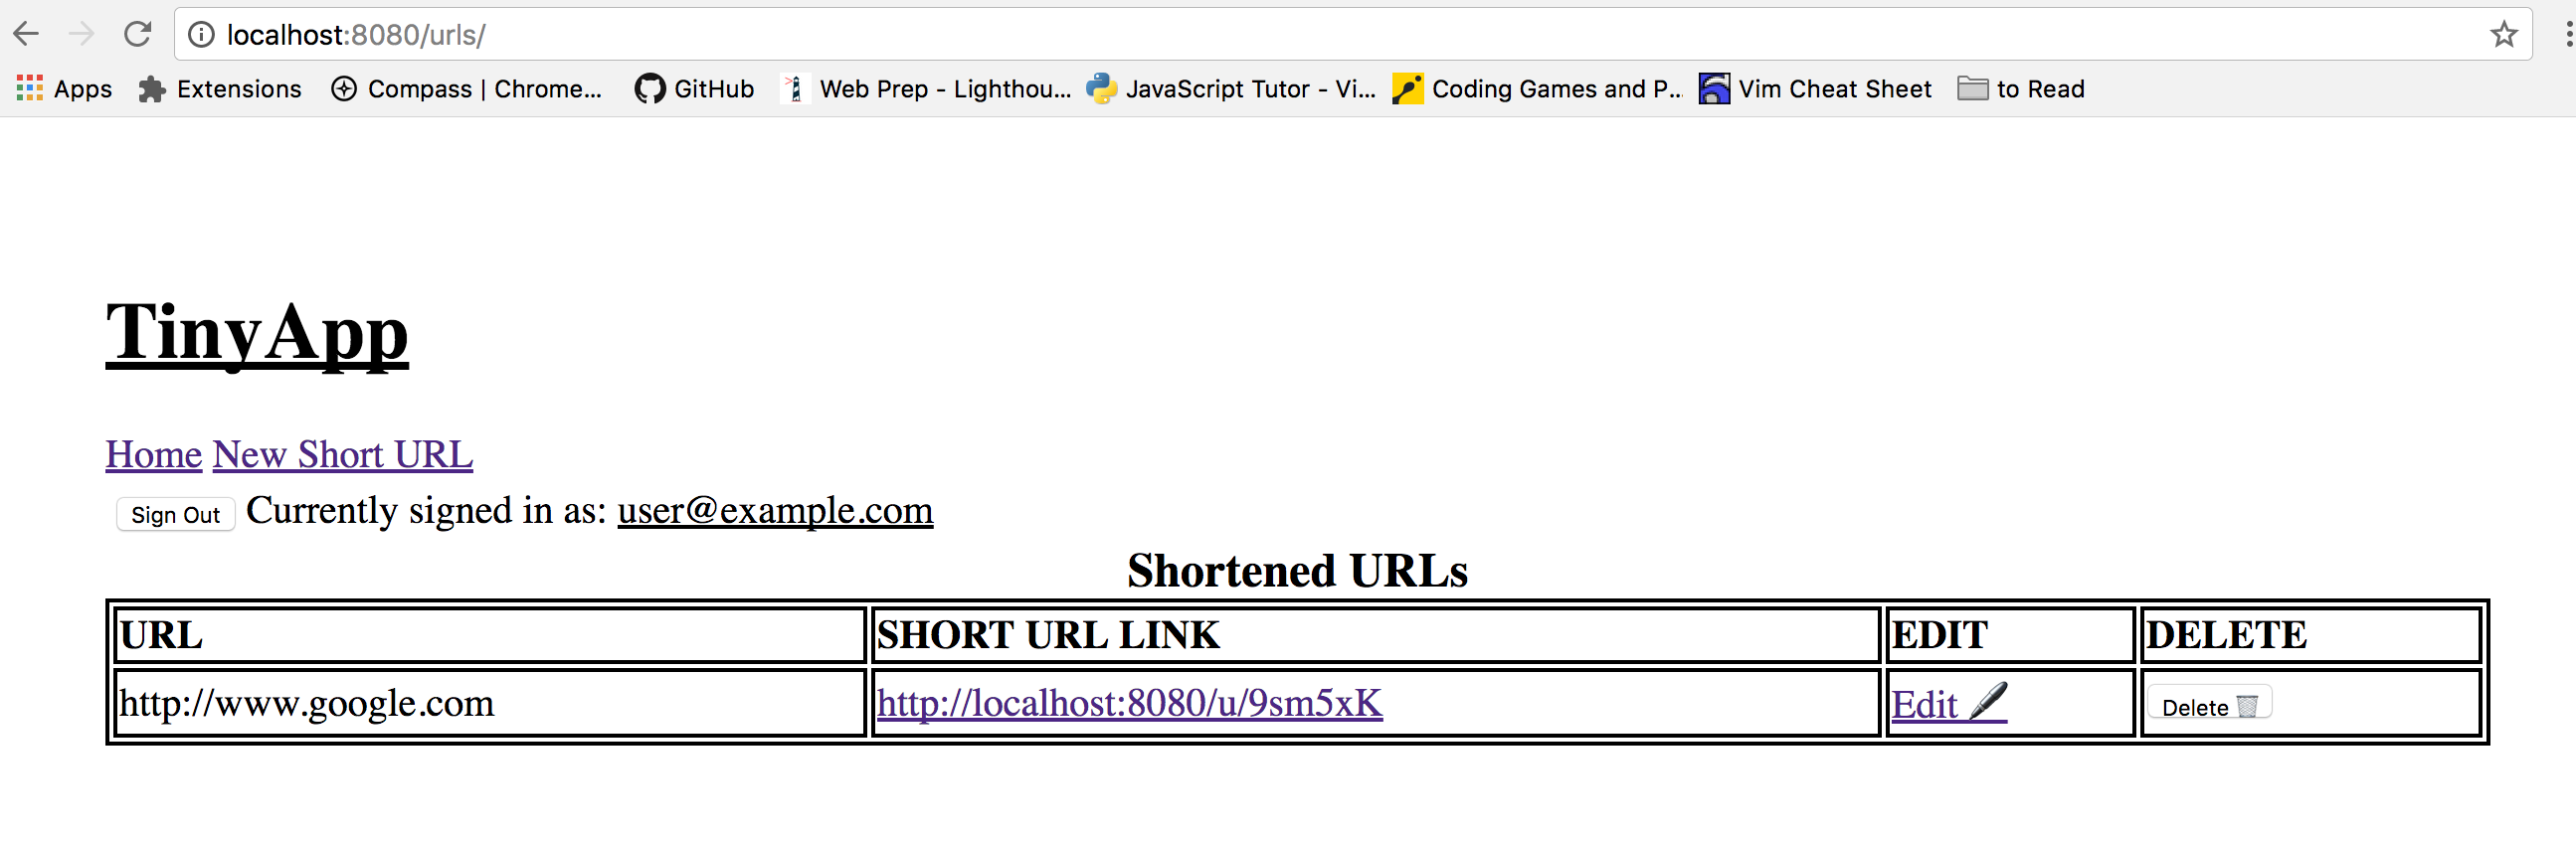 localhost:8080/urls/
Apps Extensions Compass | Chrome... GitHub Web Prep - Lighthou... JavaScript Tutor - Vi... Coding Games and P... Vim Cheat Sheet to Read
TinyApp
Home New Short URL
Sign Out Currently signed in as: user@example.com
Shortened URLs
URL SHORT URL LINK EDIT DELETE
http://www.google.com http://localhost:8080/u/9sm5xK Edit Delete